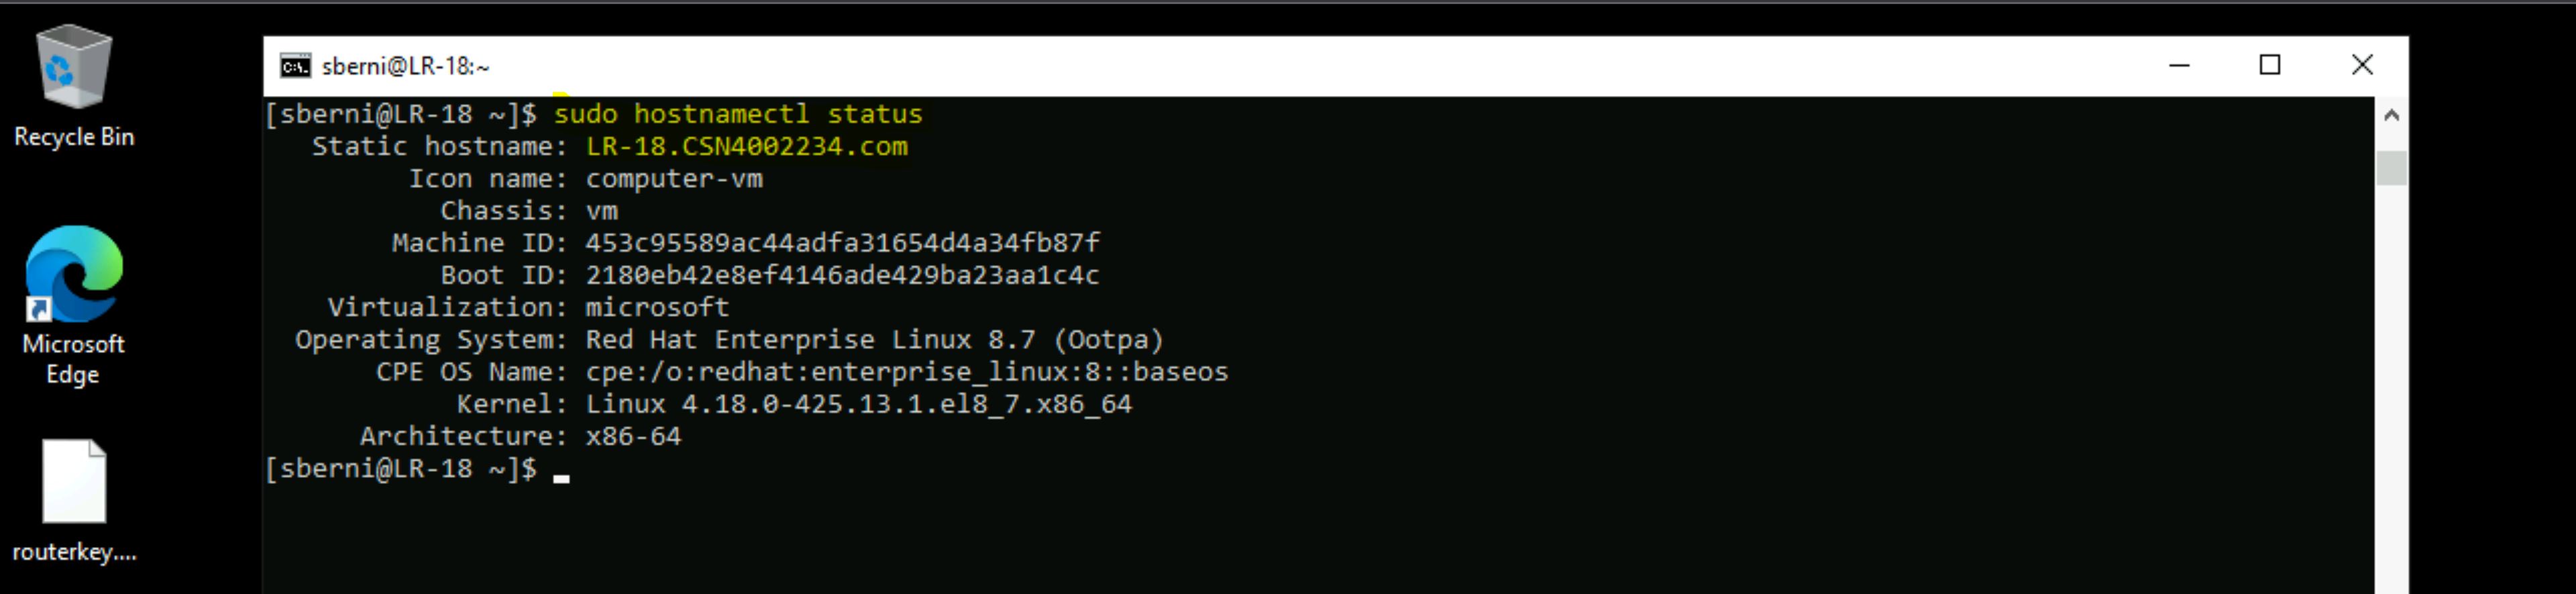 Recycle Bin
Microsoft
Edge
routerkey....
sberni@LR-18:~
[sberni@LR-18 ~]$ sudo hostnamectl status
Static hostname: LR-18.CSN4002234.com
Icon name: computer-vm
Chassis: vm
Machine ID: 453c95589ac44adfa31654d4a34fb87f
Boot ID: 2180eb42e8ef4146ade429ba23aa1c4c
Virtualization: microsoft
Operating System: Red Hat Enterprise Linux 8.7 (Ootpa)
CPE OS Name: cpe:/o:redhat:enterprise_linux:8::baseos
Kernel: Linux 4.18.0-425.13.1.el8_7.x86_64
Architecture: x86-64
[sberni@LR-18 ~]$